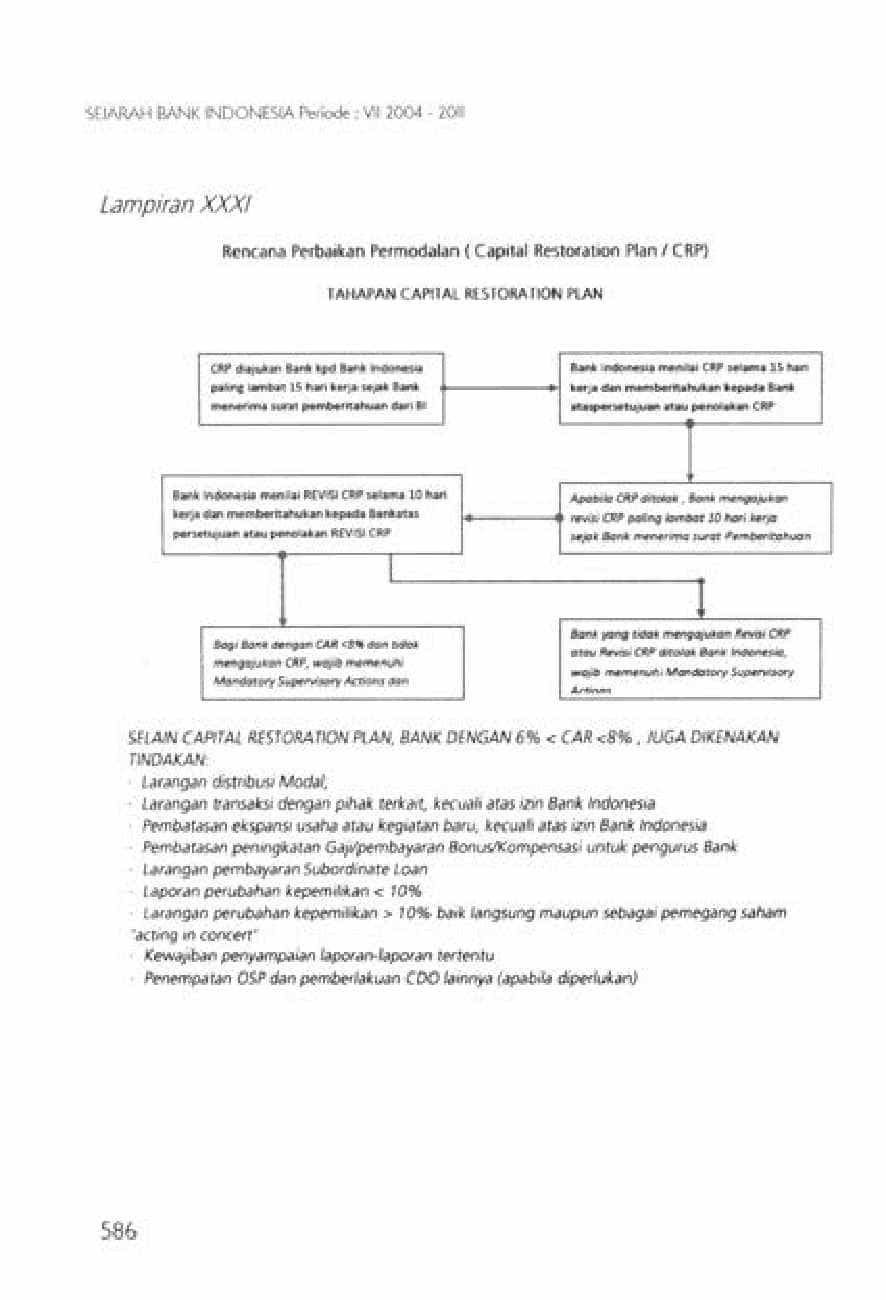 SEJARAH BANK INDONESIA Periode : VII 2004 - 2011
Lampiran XXXI
Rencana Perbaikan Permodalan ( Capital Restoration Plan / CRP)
TAHAPAN CAPITAL RESTORATION PLAN
CRP diajukan Bank kpd Bank Indonesia
paling lambat 15 hari kerja sejak Bank
menerima surat pemberitahuan dari BI
Bank Indonesia menilai CRP selama 15 hari
kerja dan memberitahukan kepada Bank
ataspersetujuan atau penolakan CRP
Bank Indonesia menilai REVISI CRP selama 10 hari
kerja dan memberitahukan kepada Bankatas
persetujuan atau penolakan REVISI CRP
Apabila CRP ditolak , Bank mengajukan
revisi CRP paling lambat 10 hari kerja
sejak Bank menerima surat Pemberitahuan
Bagi Bank dengan CAR <8% dan tidak
mengajukan CRF, wajib memenuhi
Mandatory Supervisory Actions dan
Bank yang tidak mengajukan Revisi CRP
atau Revisi CRP ditolak Bank Indonesia,
wajib memenuhi Mandatory Supervisory
Actions
SELAIN CAPITAL RESTORATION PLAN, BANK DENGAN 6% < CAR <8% , JUGA DIKENAKAN
TINDAKAN:
· Larangan distribusi Modal,
· Larangan transaksi dengan pihak terkait, kecuali atas izin Bank Indonesia
· Pembatasan ekspansi usaha atau kegiatan baru, kecuali atas izin Bank Indonesia
· Pembatasan peningkatan Gaji/pembayaran Bonus/Kompensasi untuk pengurus Bank
· Larangan pembayaran Subordinate Loan
· Laporan perubahan kepemilikan < 10%
· Larangan perubahan kepemilikan > 10% baik langsung maupun sebagai pemegang saham
"acting in concert"
· Kewajiban penyampaian laporan-laporan tertentu
· Penempatan OSP dan pemberlakuan CDO lainnya (apabila diperlukan)
586